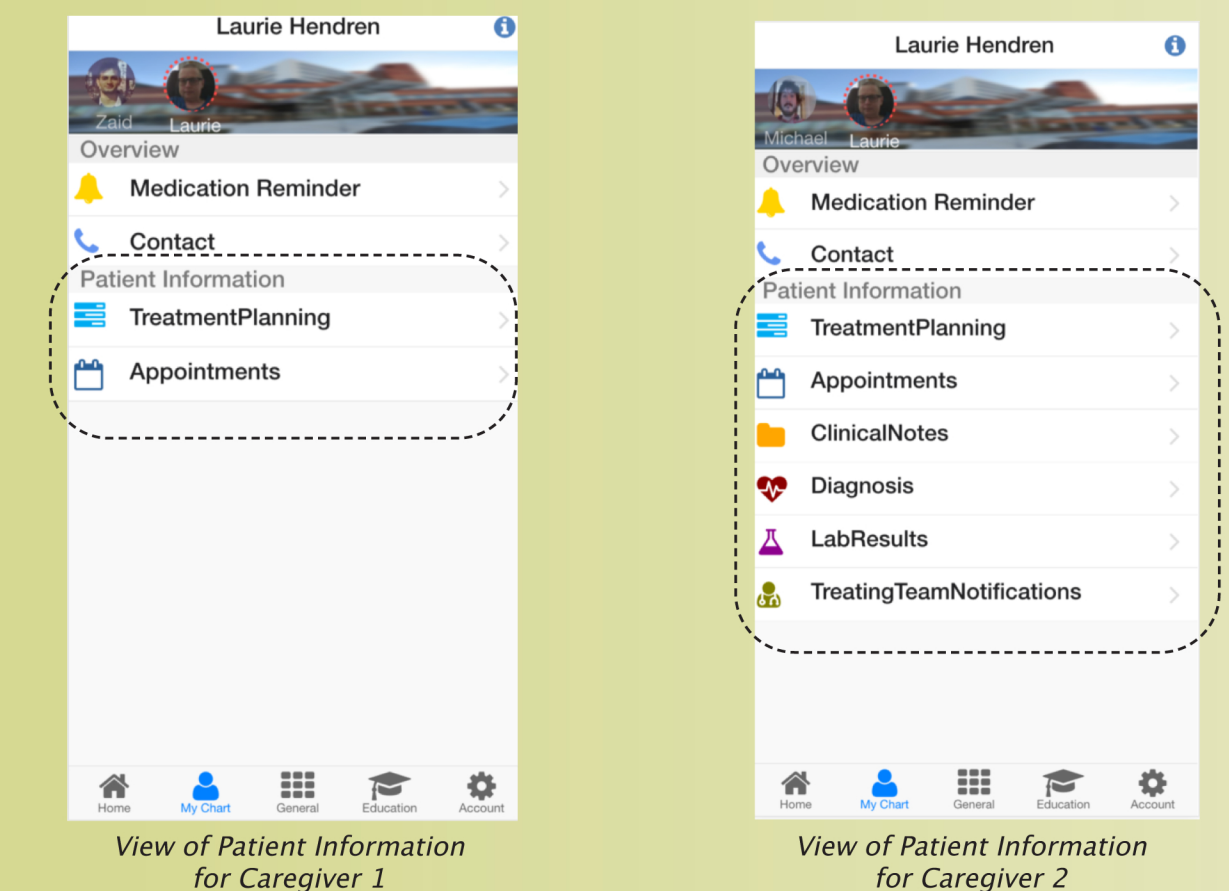 Laurie Hendren
Zaid
Laurie
Overview
Medication Reminder
Contact
Patient Information
TreatmentPlanning
Appointments
Home
My Chart
General
Education
Account
View of Patient Information
for Caregiver 1
Laurie Hendren
Michael
Laurie
Overview
Medication Reminder
Contact
Patient Information
TreatmentPlanning
Appointments
ClinicalNotes
Diagnosis
LabResults
TreatingTeamNotifications
Home
My Chart
General
Education
Account
View of Patient Information
for Caregiver 2